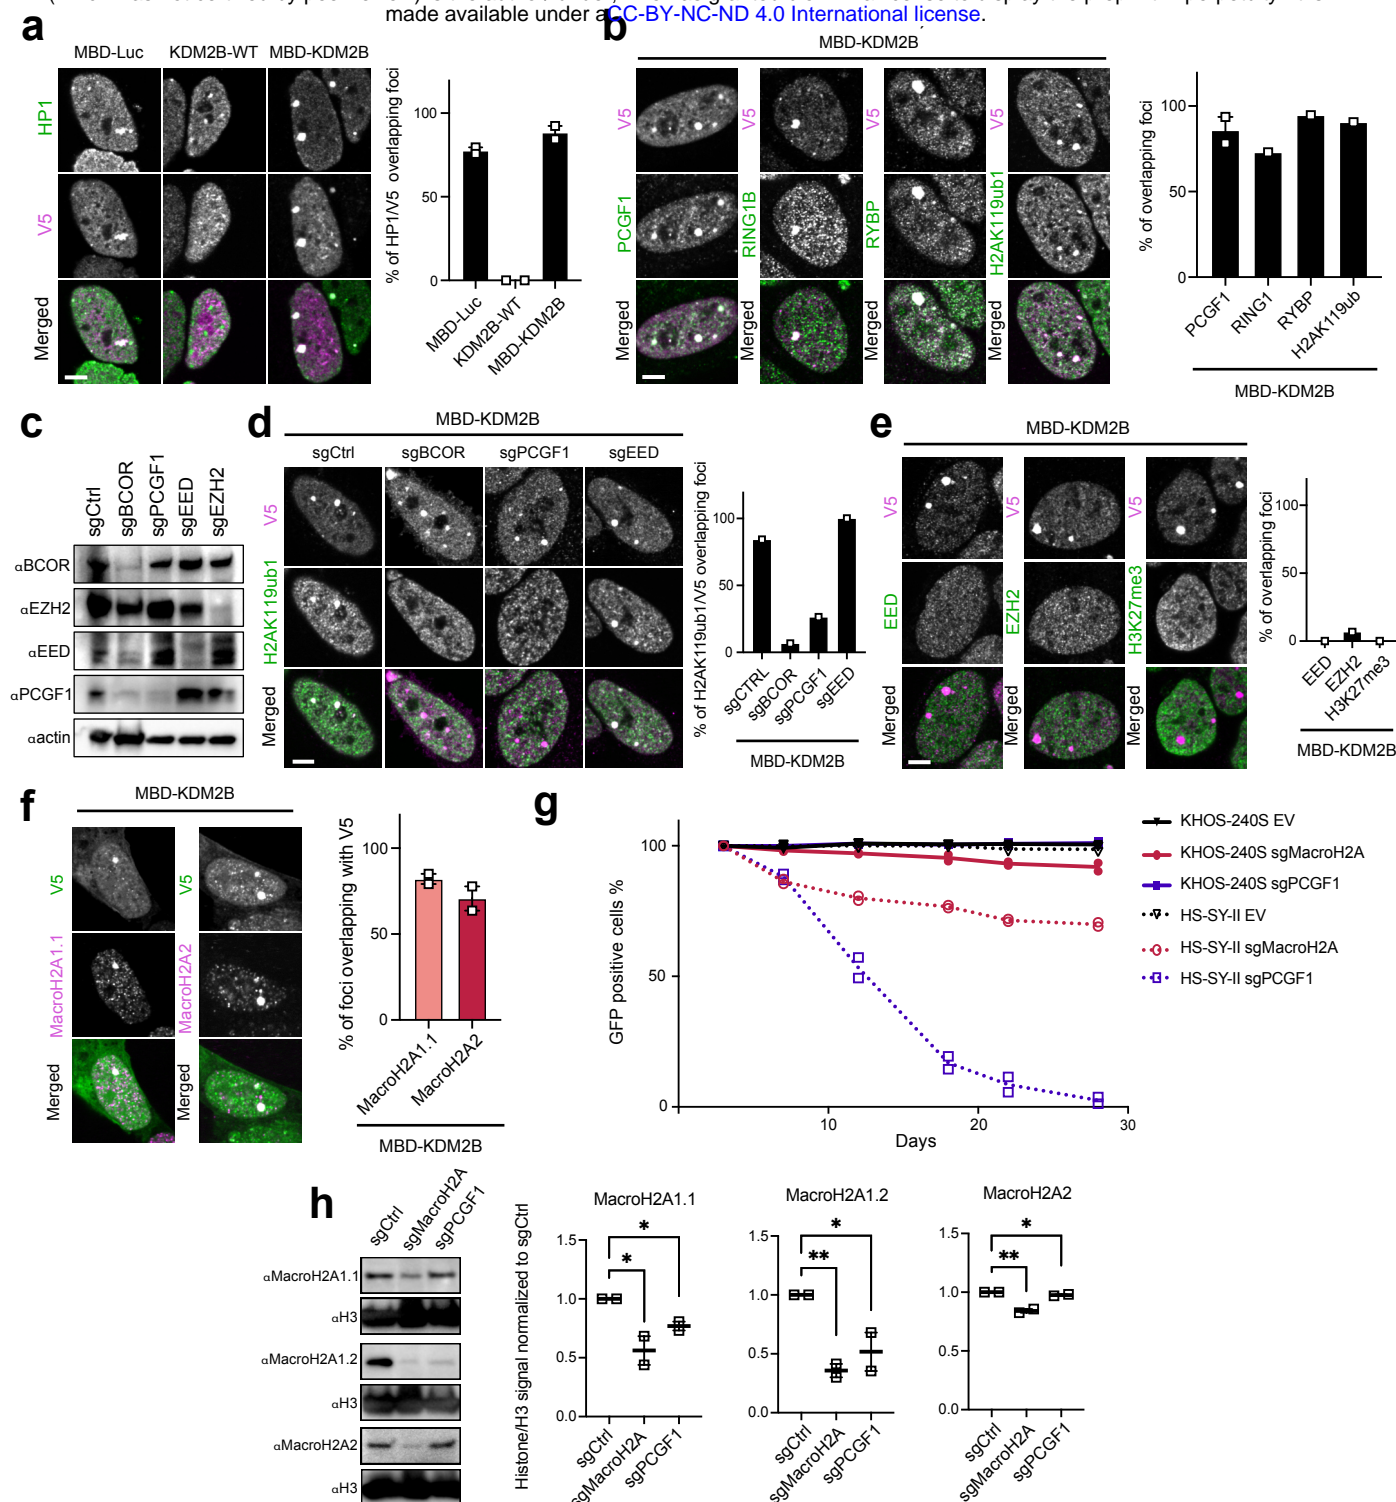 made available under aCC-BY-NC-ND 4.0 International license.
a
MBD-Luc KDM2B-WT MBD-KDM2B
HP1
V5
Merged
% of HP1/V5 overlapping foci
100
50
0
MBD-Luc
KDM2B-WT
MBD-KDM2B
b
MBD-KDM2B
V5
V5
V5
V5
PCGF1
RING1B
RYBP
H2AK119ub1
Merged
Merged
Merged
Merged
% of overlapping foci
100
50
0
PCGF1
RING1
RYBP
H2AK119ub
MBD-KDM2B
c
sgCtrl
sgBCOR
sgPCGF1
sgEED
sgEZH2
αBCOR
αEZH2
αEED
αPCGF1
αactin
d
MBD-KDM2B
sgCtrl sgBCOR sgPCGF1 sgEED
V5
H2AK119ub1
Merged
% of H2AK119ub1/V5 overlapping foci
100
50
0
sgCTRL
sgBCOR
sgPCGF1
sgEED
MBD-KDM2B
e
MBD-KDM2B
V5
V5
V5
EED
EZH2
H3K27me3
Merged
Merged
Merged
% of overlapping foci
100
50
0
EED
EZH2
H3K27me3
MBD-KDM2B
f
MBD-KDM2B
V5
V5
MacroH2A1.1
MacroH2A2
Merged
Merged
% of foci overlapping with V5
100
50
0
MacroH2A1.1
MacroH2A2
MBD-KDM2B
g
GFP positive cells %
100
50
0
10
20
30
Days
KHOS-240S EV
KHOS-240S sgMacroH2A
KHOS-240S sgPCGF1
HS-SY-II EV
HS-SY-II sgMacroH2A
HS-SY-II sgPCGF1
h
sgCtrl
sgMacroH2A
sgPCGF1
αMacroH2A1.1
αH3
αMacroH2A1.2
αH3
αMacroH2A2
αH3
Histone/H3 signal normalized to sgCtrl
MacroH2A1.1
*
*
1.5
1.0
0.5
0.0
sgCtrl
sgMacroH2A
sgPCGF1
MacroH2A1.2
*
**
1.5
1.0
0.5
0.0
sgCtrl
sgMacroH2A
sgPCGF1
MacroH2A2
*
**
1.5
1.0
0.5
0.0
sgCtrl
sgMacroH2A
sgPCGF1